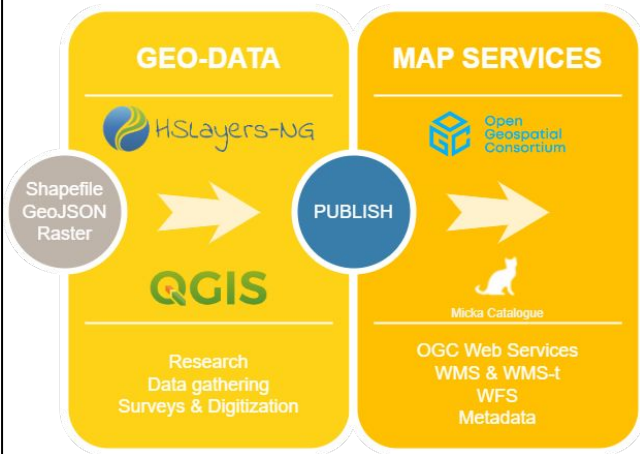 GEO-DATA
HSLayers-NG
Shapefile
GeoJSON
Raster
QGIS
Research
Data gathering
Surveys & Digitization
PUBLISH
MAP SERVICES
OGC
Open
Geospatial
Consortium
Micka Catalogue
OGC Web Services
WMS & WMS-t
WFS
Metadata